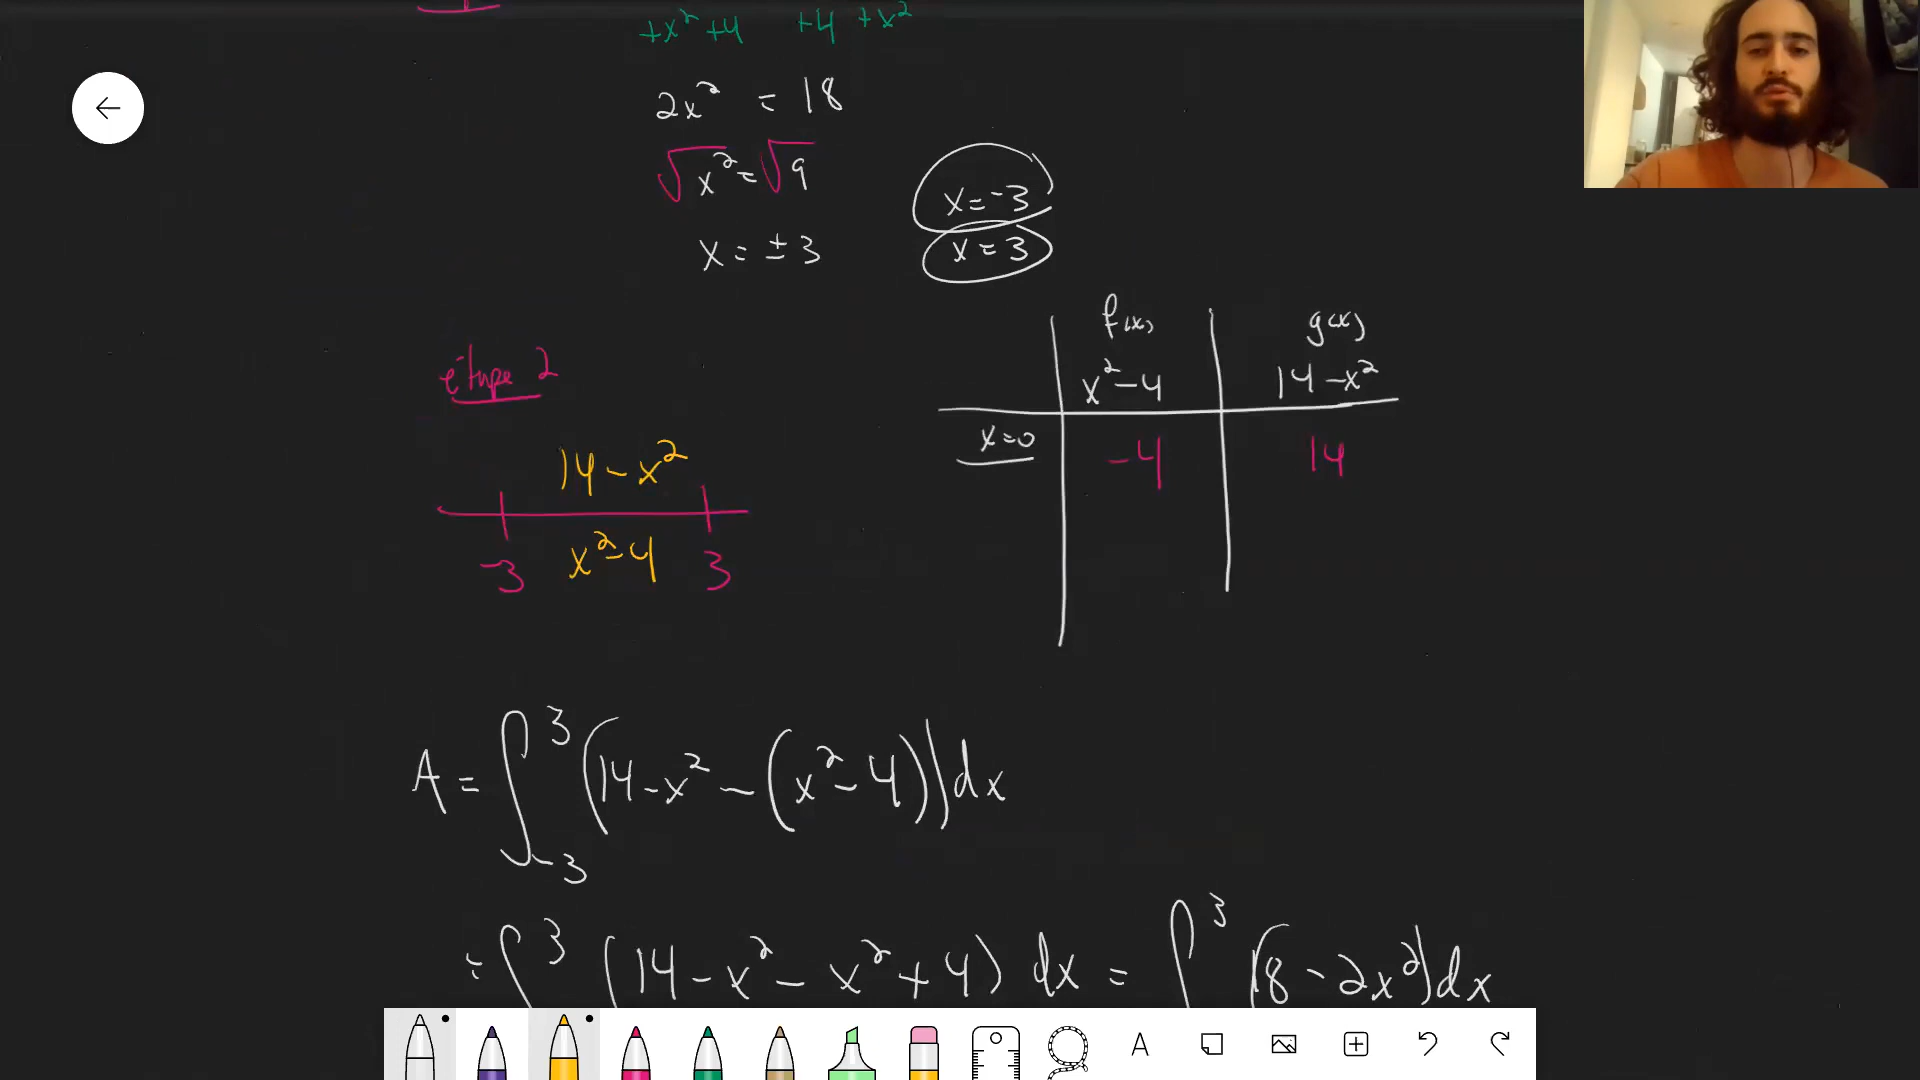 +x² +4 +4 +x²
2x² = 18
√x² = √9
x = ± 3
x = -3
x = 3
étape 2
f(x) g(x)
x² - 4 14 - x²
x=0 -4 14
14 - x²
-3 x² - 4 3
A = ∫₋₃³ (14 - x² - (x² - 4)) dx
= ∫³ (14 - x² - x² + 4) dx = ∫³ (18 - 2x²) dx
A